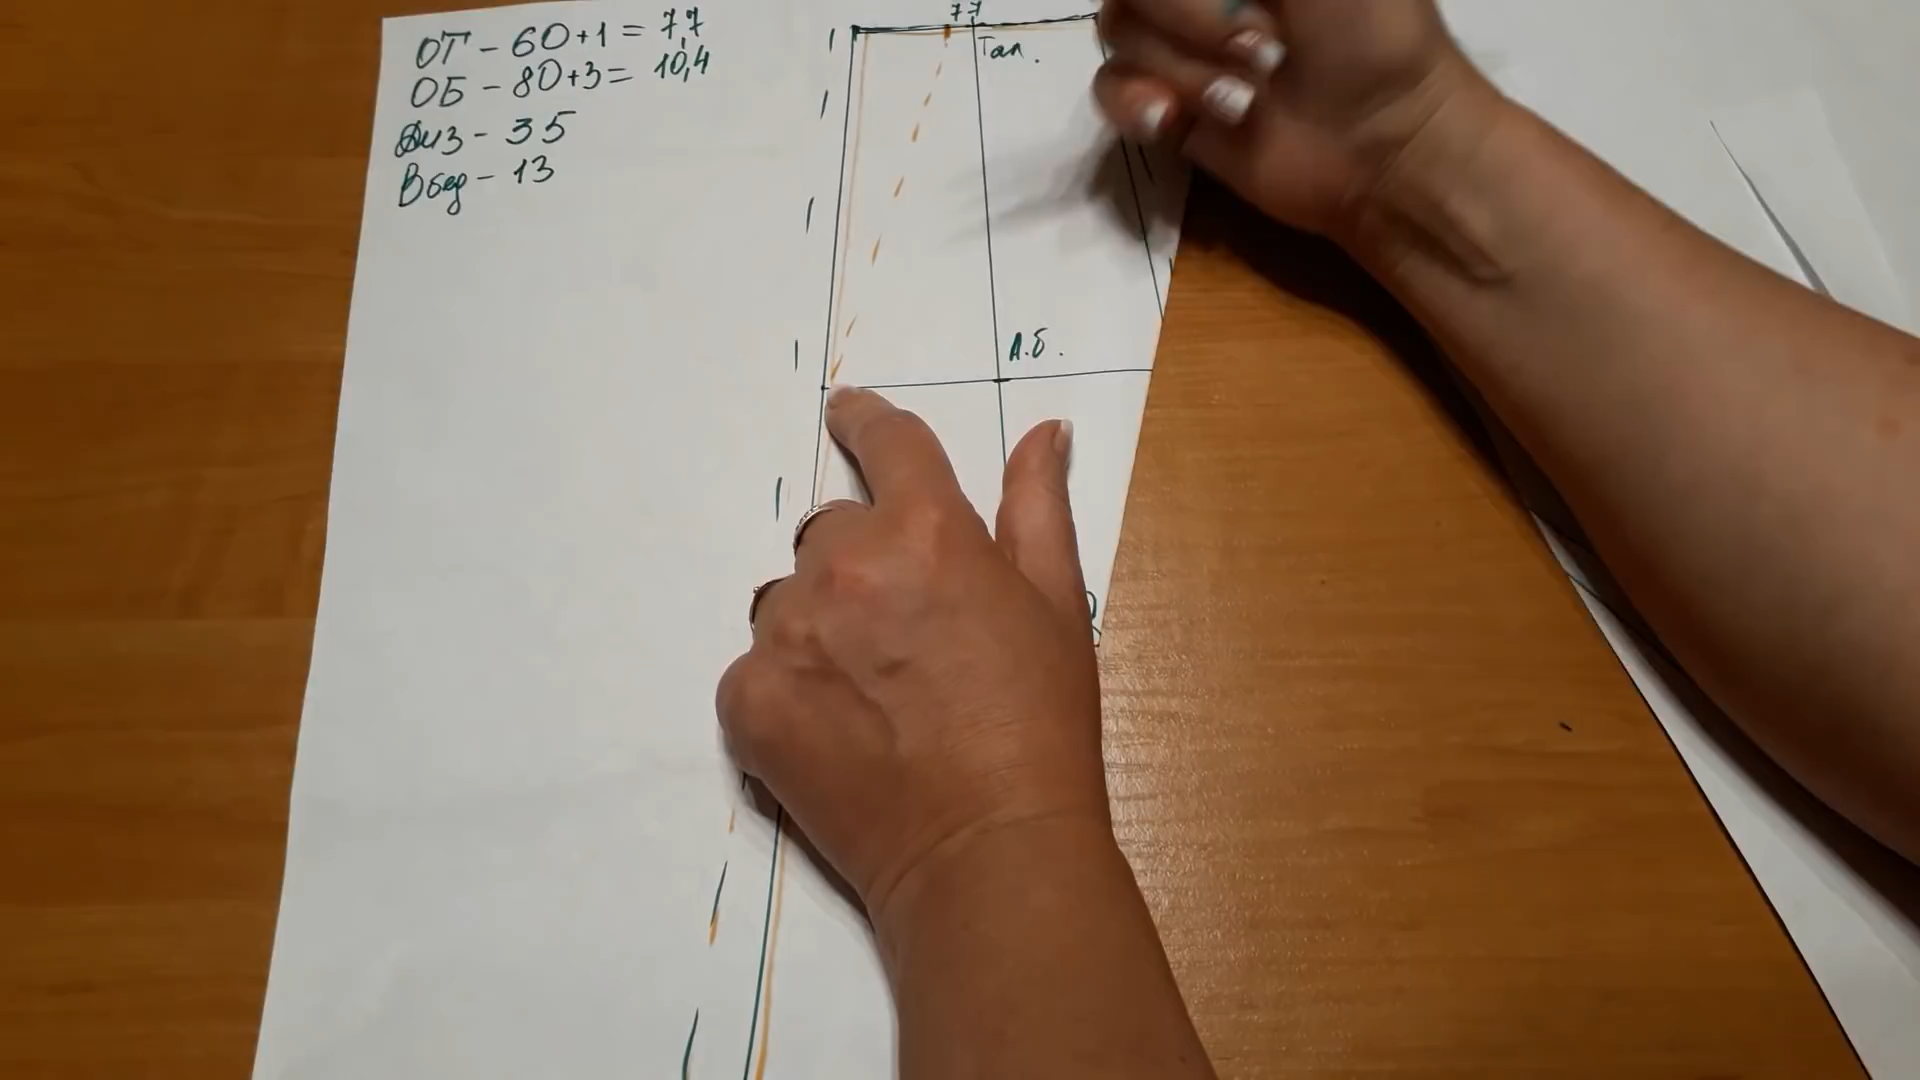 ОТ - 60+1 = 7,7
ОБ - 80+3 = 10,4
Диз - 35
Вбед - 13
7.7
Тал.
Л.б.